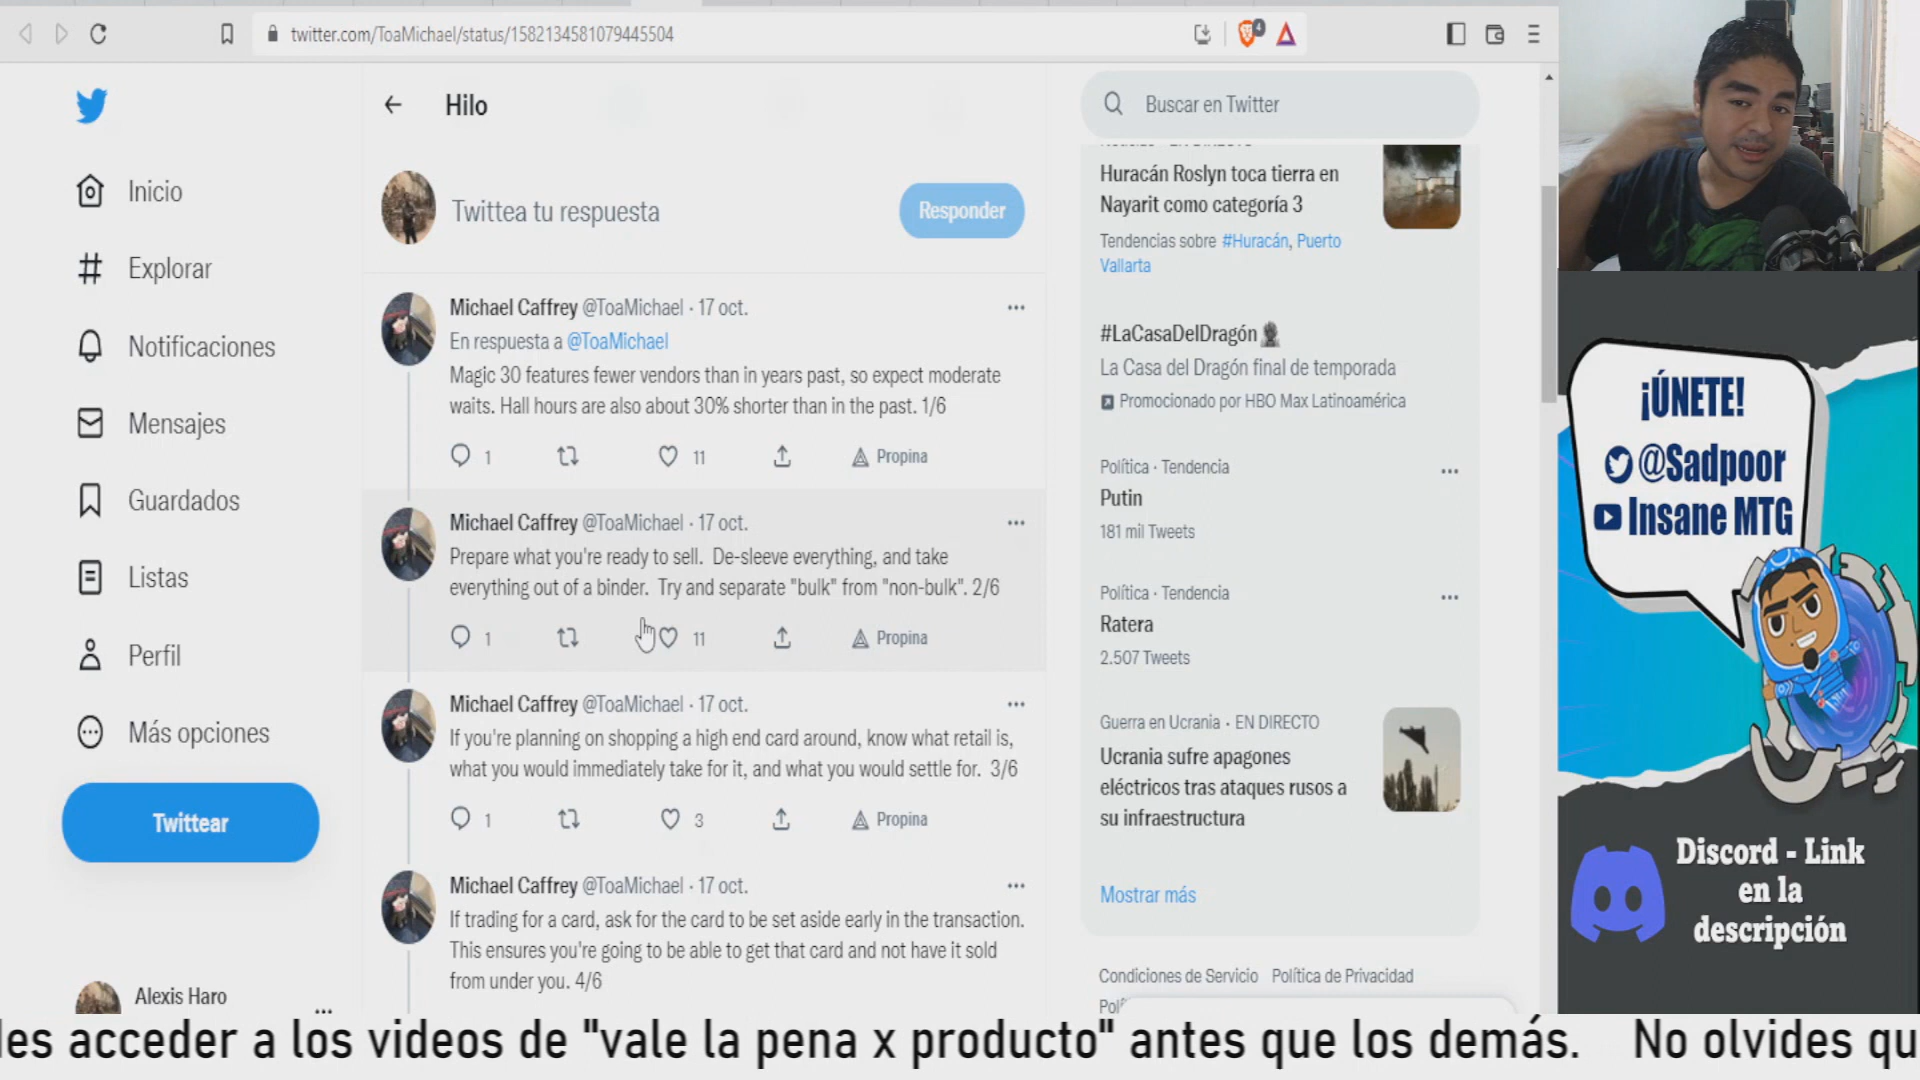 twitter.com/ToaMichael/status/1582134581079445504
4
Hilo
Buscar en Twitter
Inicio
Explorar
Notificaciones
Mensajes
Guardados
Listas
Perfil
Más opciones
Twittear
Alexis Haro
Twittea tu respuesta
Responder
Michael Caffrey @ToaMichael · 17 oct.
En respuesta a @ToaMichael
Magic 30 features fewer vendors than in years past, so expect moderate
waits. Hall hours are also about 30% shorter than in the past. 1/6
1 11 Propina
Michael Caffrey @ToaMichael · 17 oct.
Prepare what you're ready to sell. De-sleeve everything, and take
everything out of a binder. Try and separate "bulk" from "non-bulk". 2/6
1 11 Propina
Michael Caffrey @ToaMichael · 17 oct.
If you're planning on shopping a high end card around, know what retail is,
what you would immediately take for it, and what you would settle for. 3/6
1 3 Propina
Michael Caffrey @ToaMichael · 17 oct.
If trading for a card, ask for the card to be set aside early in the transaction.
This ensures you're going to be able to get that card and not have it sold
from under you. 4/6
Huracán Roslyn toca tierra en
Nayarit como categoría 3
Tendencias sobre #Huracán, Puerto
Vallarta
#LaCasaDelDragón
La Casa del Dragón final de temporada
Promocionado por HBO Max Latinoamérica
Política · Tendencia
Putin
181 mil Tweets
Política · Tendencia
Ratera
2.507 Tweets
Guerra en Ucrania · EN DIRECTO
Ucrania sufre apagones
eléctricos tras ataques rusos a
su infraestructura
Mostrar más
Condiciones de Servicio Política de Privacidad
¡ÚNETE!
@Sadpoor
Insane MTG
Discord - Link
en la
descripción
des acceder a los videos de "vale la pena x producto" antes que los demás. No olvides qu